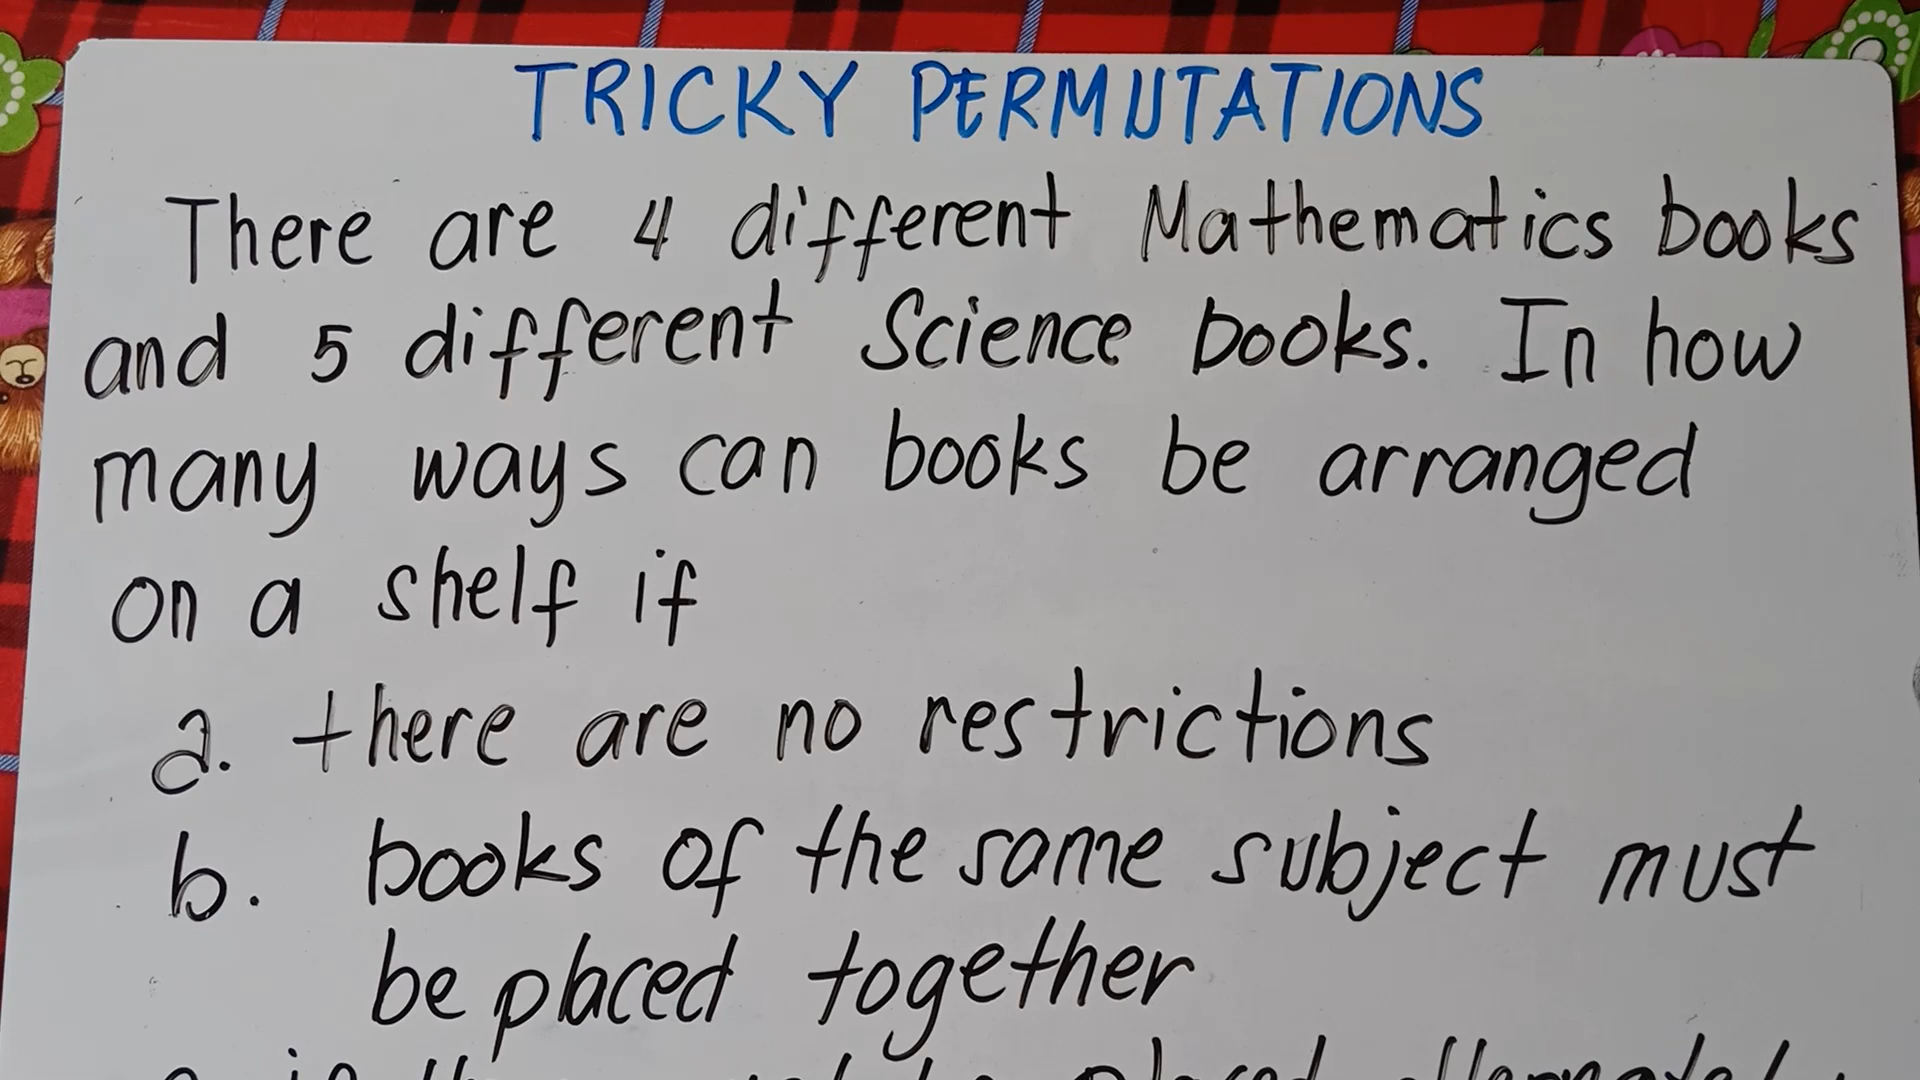 TRICKY PERMUTATIONS
There are 4 different Mathematics books
and 5 different Science books. In how
many ways can books be arranged
on a shelf if
a. there are no restrictions
b. books of the same subject must
be placed together